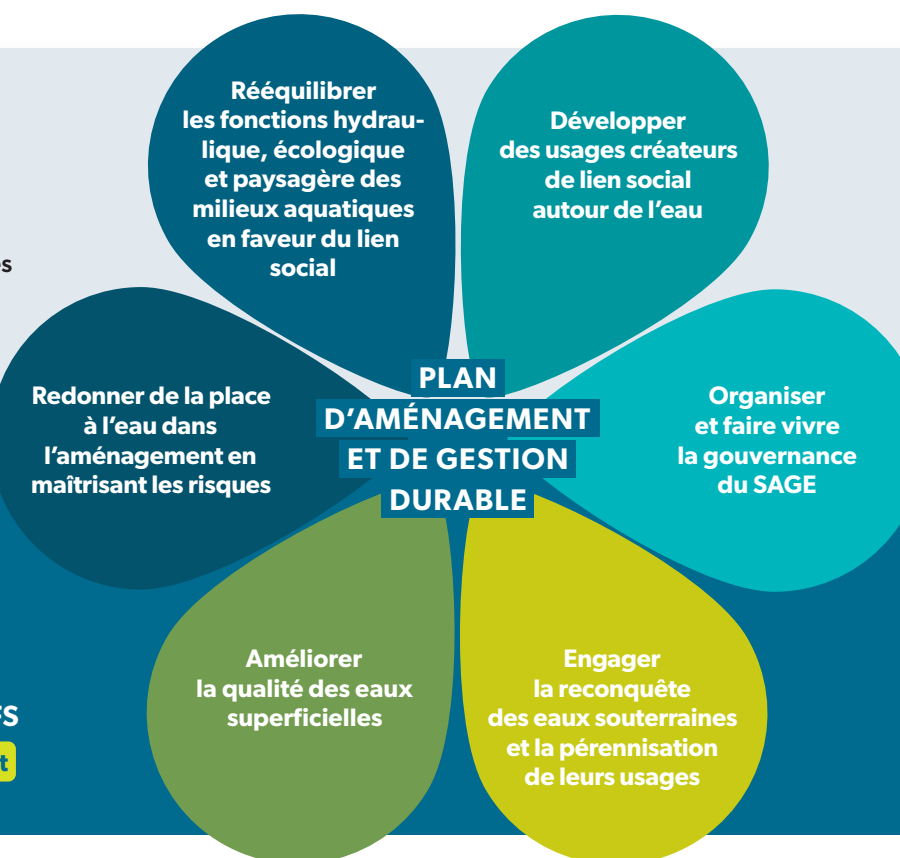 Rééquilibrer
les fonctions hydrau-
lique, écologique
et paysagère des
milieux aquatiques
en faveur du lien
social
Développer
des usages créateurs
de lien social
autour de l’eau
Redonner de la place
à l’eau dans
l’aménagement en
maîtrisant les risques
PLAN
D’AMÉNAGEMENT
ET DE GESTION
DURABLE
Organiser
et faire vivre
la gouvernance
du SAGE
Améliorer
la qualité des eaux
superficielles
Engager
la reconquête
des eaux souterraines
et la pérennisation
de leurs usages